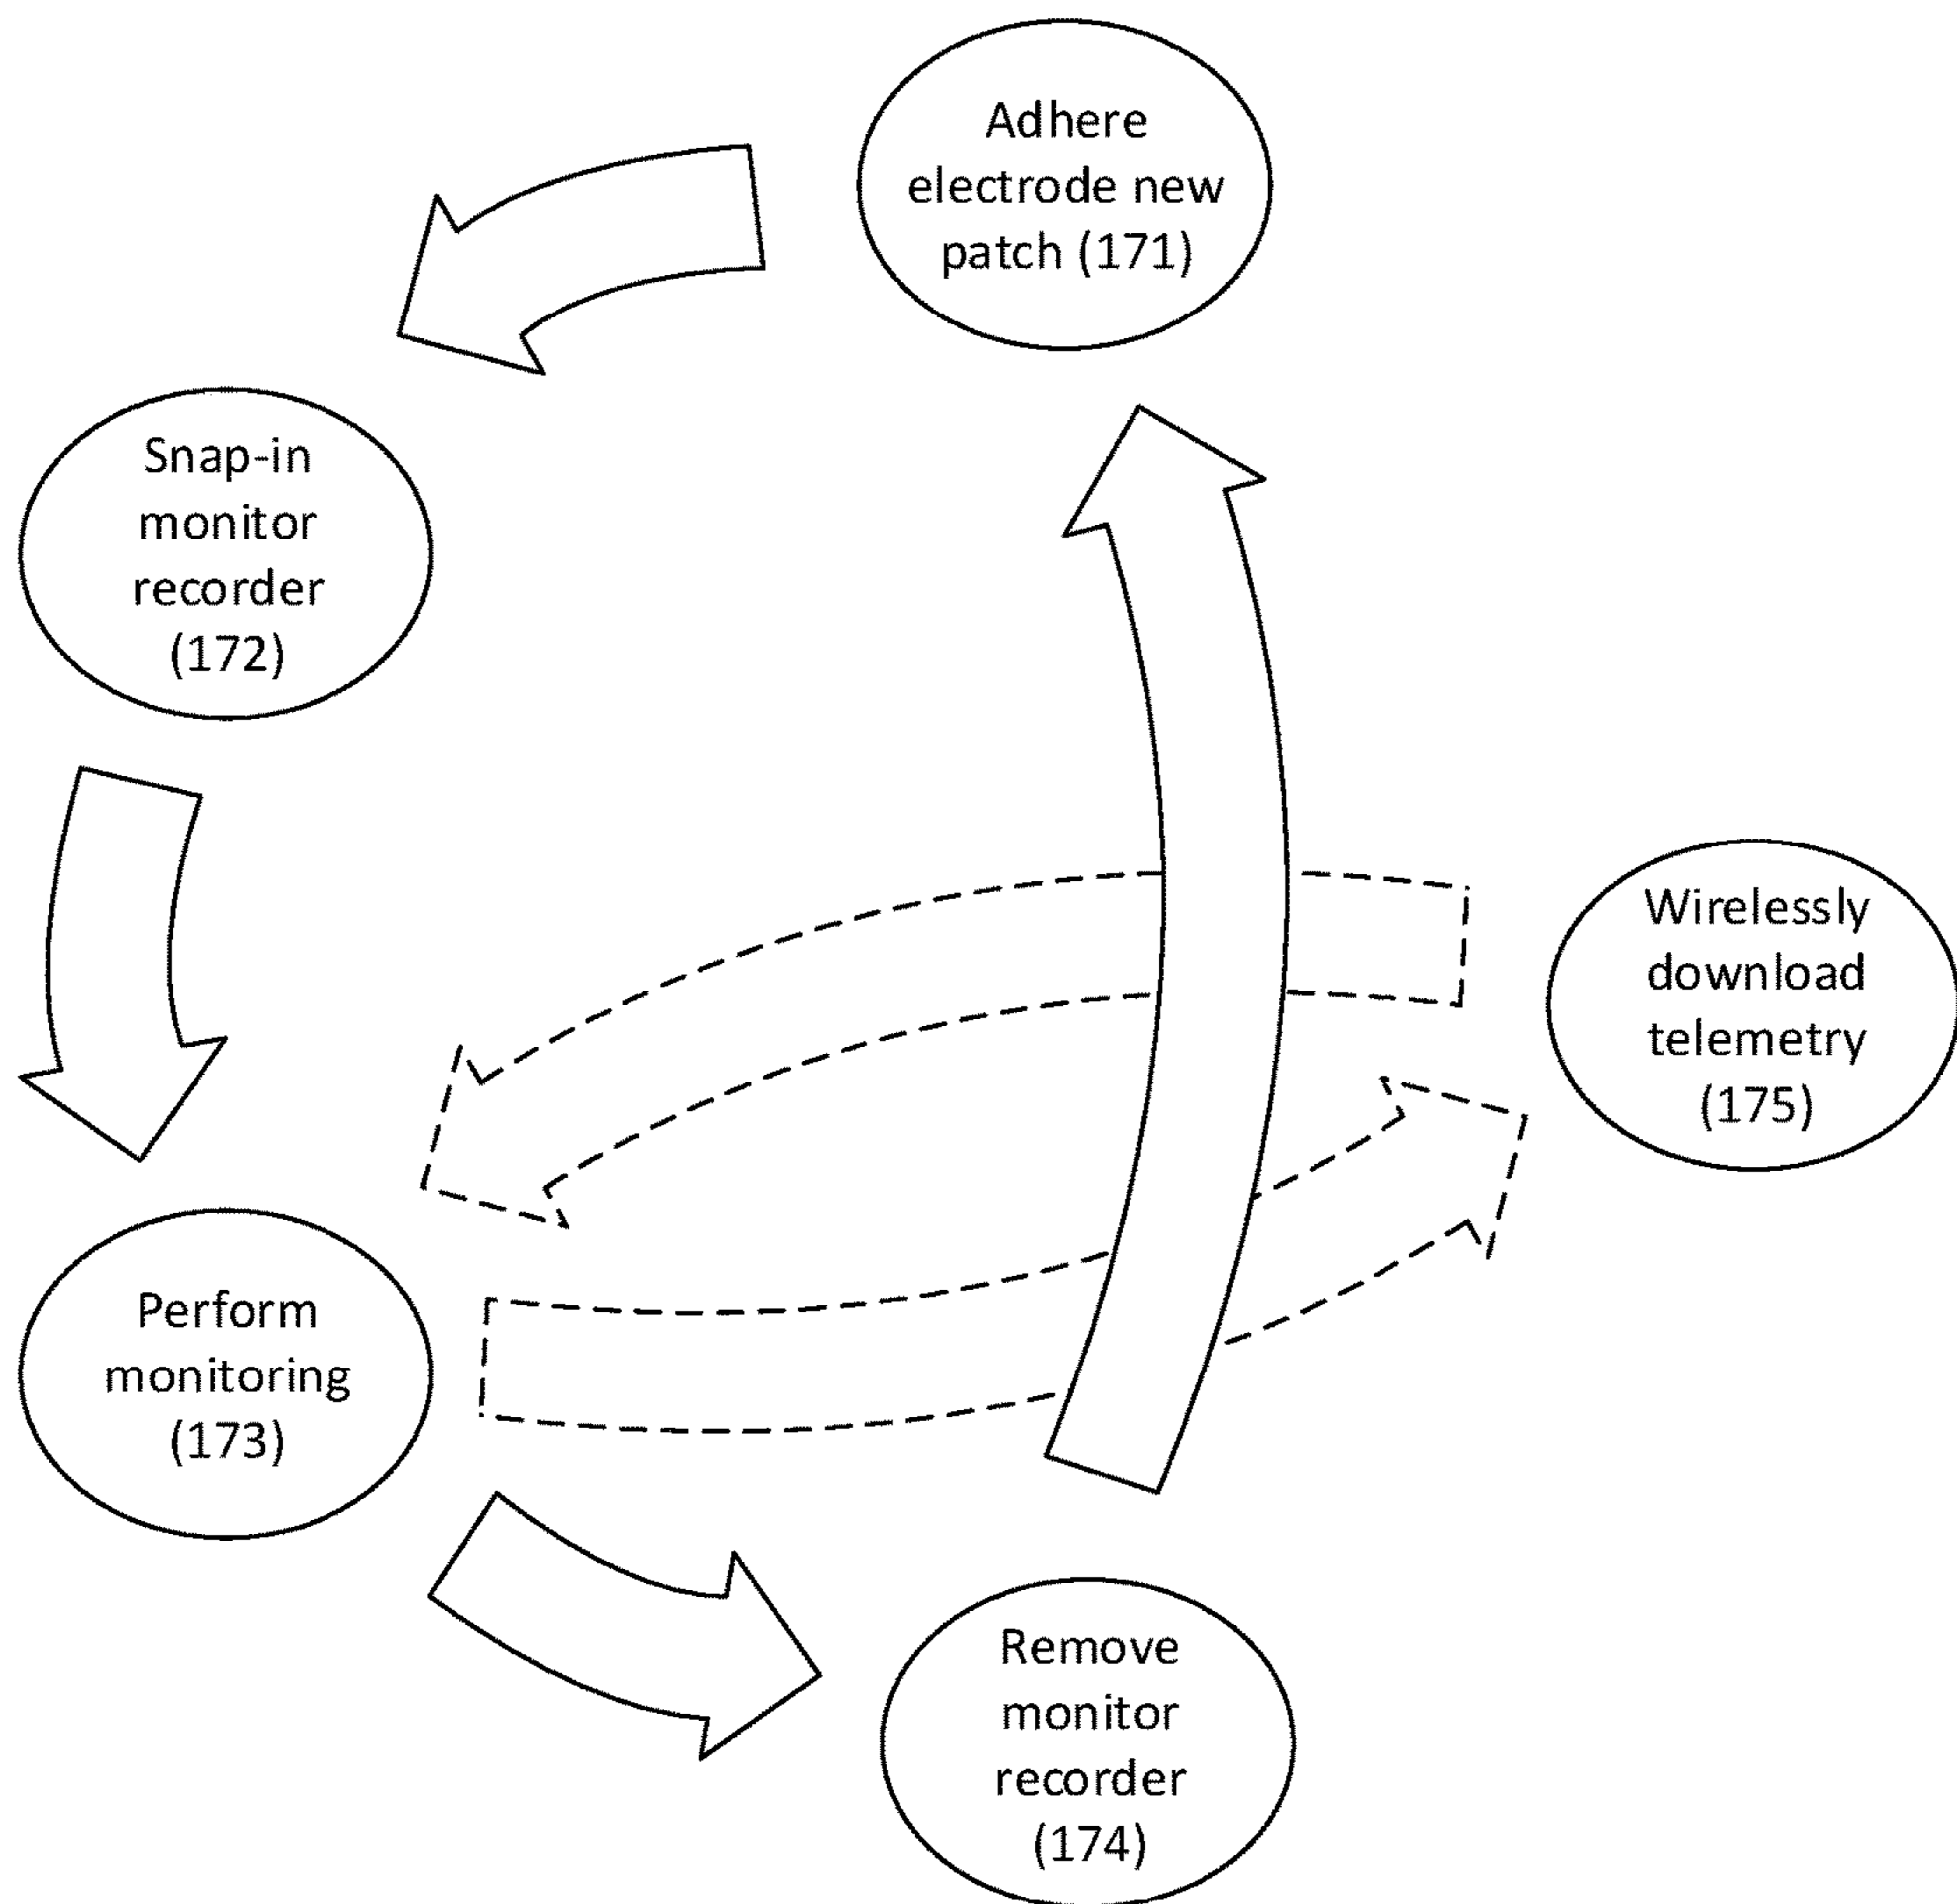 Adhere
electrode new
patch (171)
Snap-in
monitor
recorder
(172)
Wirelessly
download
telemetry
(175)
Perform
monitoring
(173)
Remove
monitor
recorder
(174)